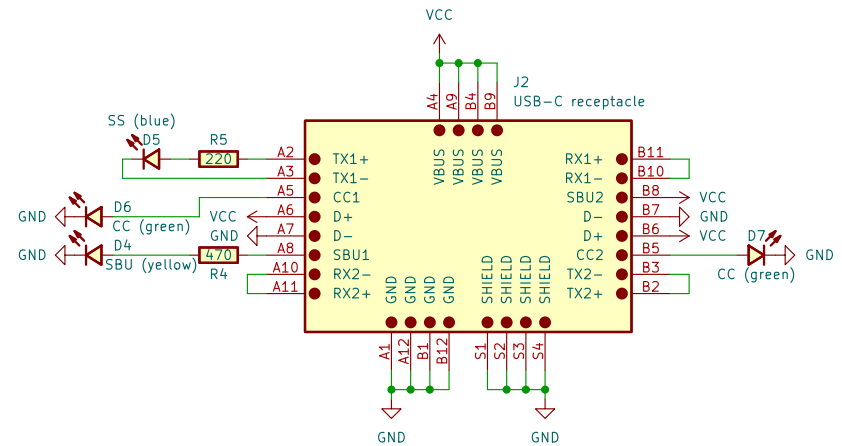 VCC
J2
USB-C receptacle
A4 A9 B4 B9
VBUS VBUS VBUS VBUS
SS (blue)
D5
R5
220
A2 TX1+
A3 TX1-
A5 CC1
VCC A6 D+
GND A7 D-
A8 SBU1
A10 RX2-
A11 RX2+
GND
D6
CC (green)
GND
D4
SBU (yellow)
470
R4
RX1+ B11
RX1- B10
SBU2 B8 VCC
D- B7 GND
D+ B6 VCC
CC2 B5
TX2- B3
TX2+ B2
D7
GND
CC (green)
GND GND GND GND
SHIELD SHIELD SHIELD SHIELD
A1 A12 B1 B12
S1 S2 S3 S4
GND
GND